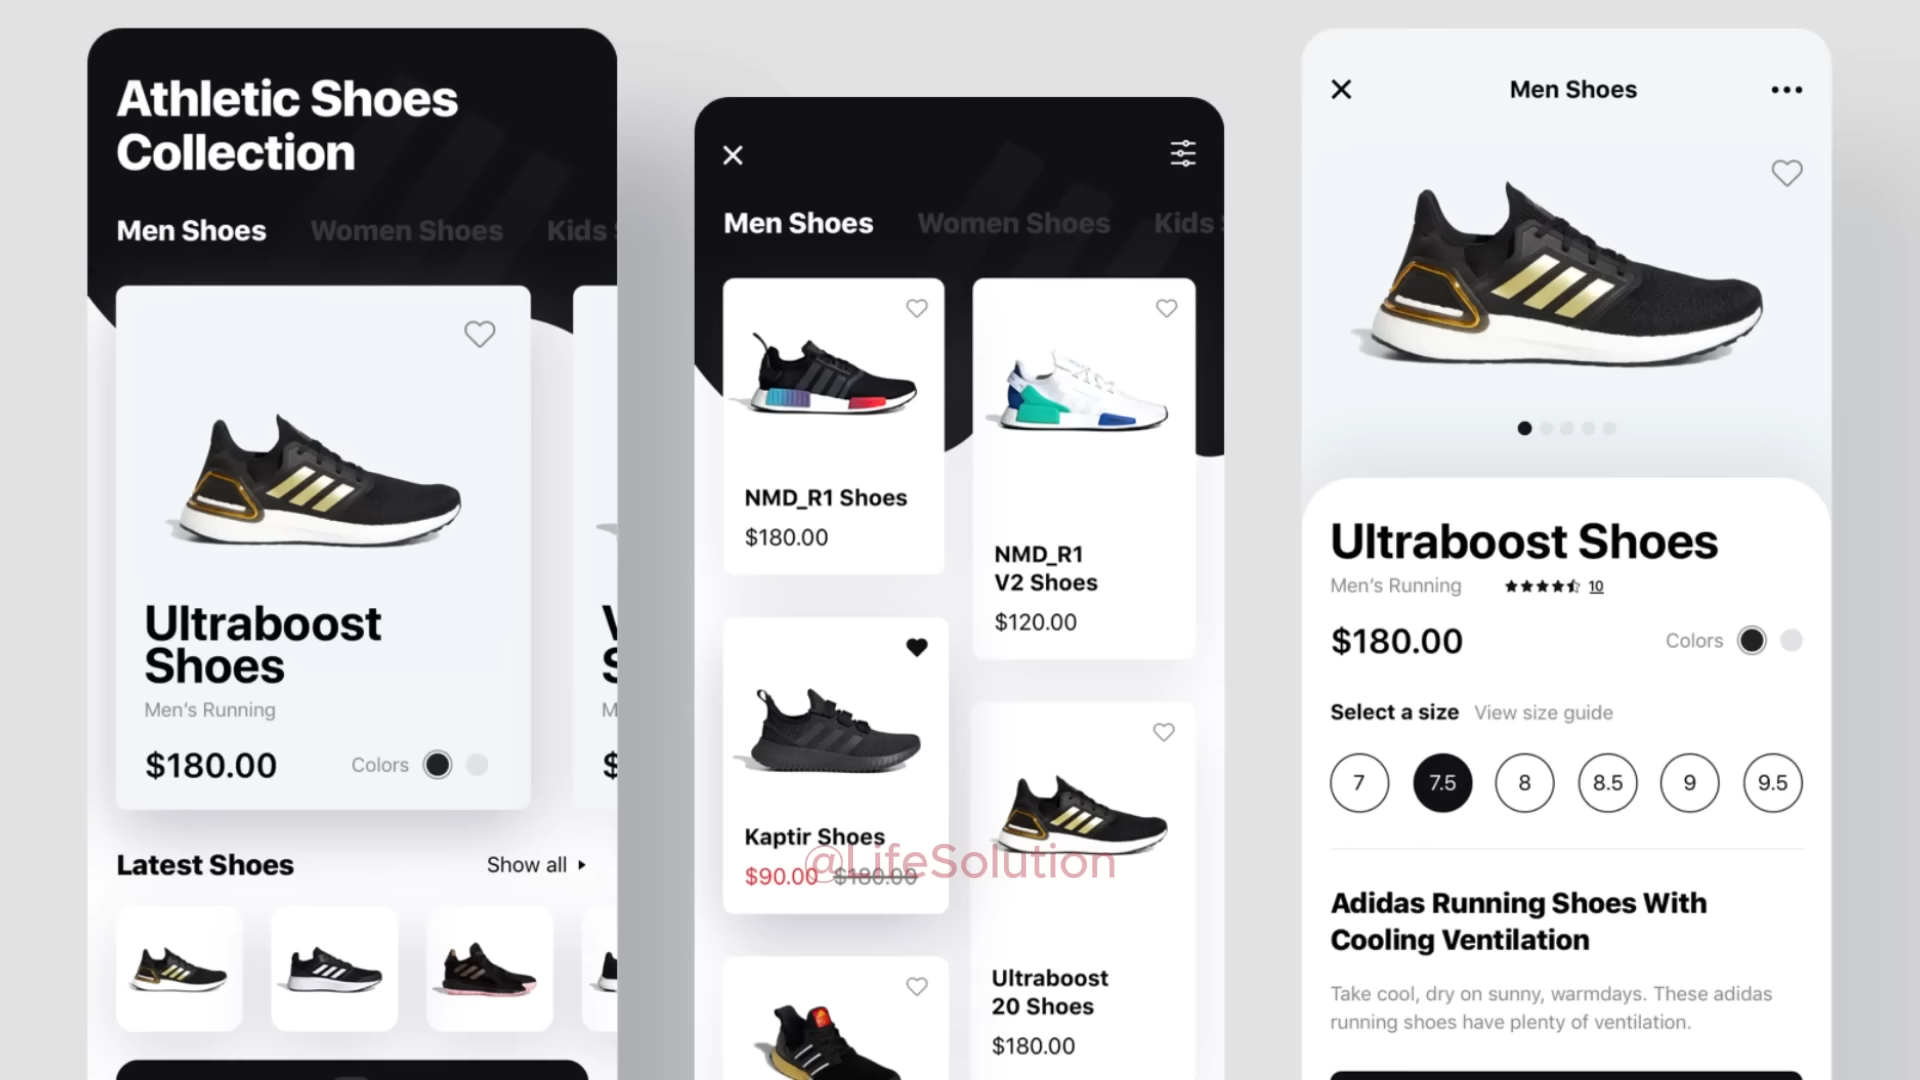 Athletic Shoes
Collection
Men Shoes Women Shoes Kids
Ultraboost
Shoes
Men's Running
$180.00 Colors
Latest Shoes Show all
Men Shoes Women Shoes Kids
NMD_R1 Shoes
$180.00
NMD_R1
V2 Shoes
$120.00
Kaptir Shoes
$90.00 $180.00
@LifeSolution
Ultraboost
20 Shoes
$180.00
Men Shoes
Ultraboost Shoes
Men's Running 10
$180.00 Colors
Select a size View size guide
7 7.5 8 8.5 9 9.5
Adidas Running Shoes With
Cooling Ventilation
Take cool, dry on sunny, warmdays. These adidas
running shoes have plenty of ventilation.